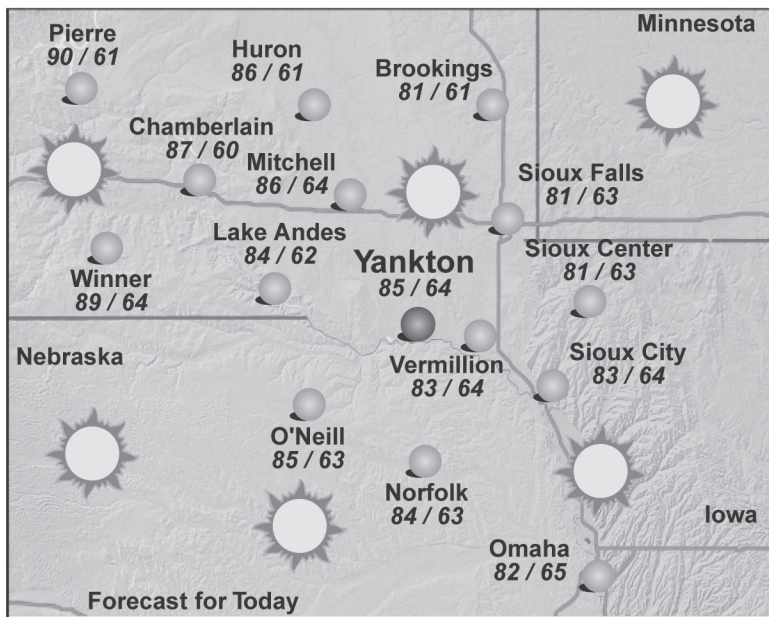 Pierre
90 / 61
Huron
86 / 61
Brookings
81 / 61
Minnesota
Chamberlain
87 / 60
Mitchell
86 / 64
Sioux Falls
81 / 63
Winner
89 / 64
Lake Andes
84 / 62
Yankton
85 / 64
Sioux Center
81 / 63
Nebraska
Vermillion
83 / 64
Sioux City
83 / 64
O'Neill
85 / 63
Norfolk
84 / 63
Iowa
Omaha
82 / 65
Forecast for Today